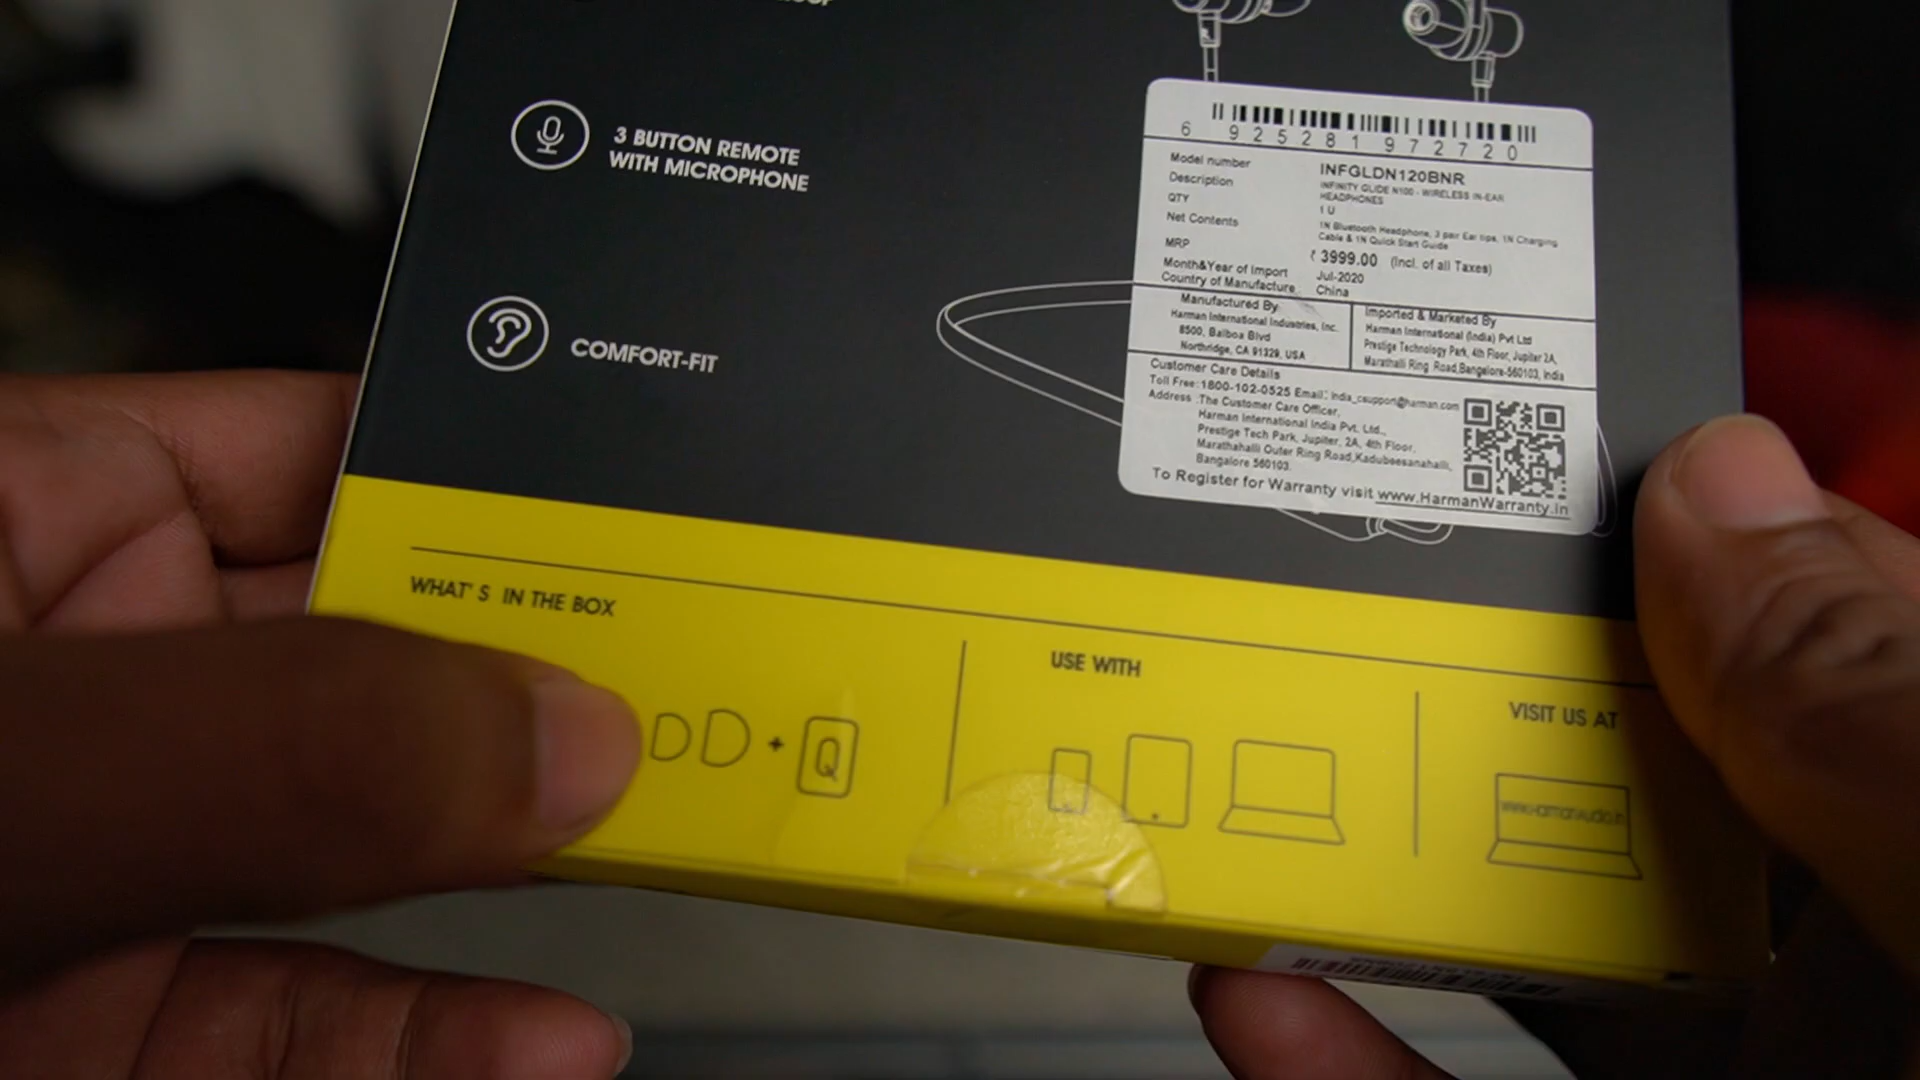 3 BUTTON REMOTE
WITH MICROPHONE
COMFORT-FIT
6 925281 972720
Model number INFGLDN120BNR
Description INFINITY GLIDE N100 - WIRELESS IN-EAR
HEADPHONES
QTY 1 U
Net Contents 1N Bluetooth Headphone, 3 pair Ear tips, 1N Charging
Cable & 1N Quick Start Guide
MRP ₹ 3999.00 (Incl. of all Taxes)
Month&Year of Import Jul-2020
Country of Manufacture China
Manufactured By
Harman International Industries, Inc.
8500, Balboa Blvd
Northridge, CA 91329, USA
Imported & Marketed By
Harman International (India) Pvt Ltd
Prestige Technology Park, 4th Floor, Jupiter 2A,
Marathalli Ring Road,Bangalore-560103, India
Customer Care Details
Toll Free:1800-102-0525 Email: india_csupport@harman.com
Address :The Customer Care Officer,
Harman International India Pvt. Ltd.,
Prestige Tech Park, Jupiter, 2A, 4th Floor,
Marathahalli Outer Ring Road,Kadubeesanahalli,
Bangalore 560103.
To Register for Warranty visit www.HarmanWarranty.in
WHAT' S IN THE BOX
Q
USE WITH
VISIT US AT
www.HarmanAudio.in